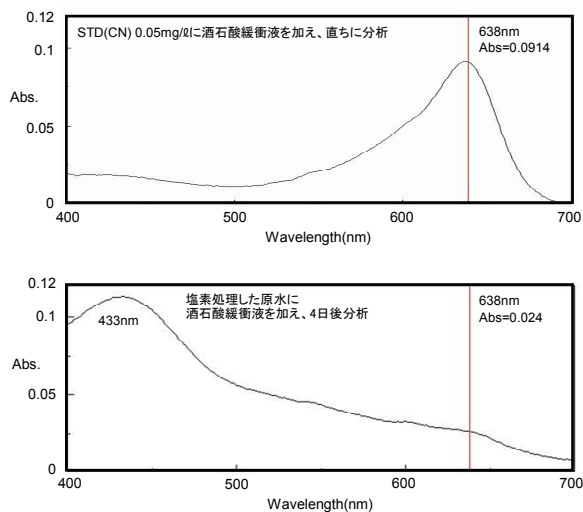 0.12
STD(CN) 0.05mg/ℓに酒石酸緩衝液を加え、直ちに分析
638nm
Abs=0.0914
0.1
Abs.
0.05
0
400
500
600
700
Wavelength(nm)
0.12
塩素処理した原水に
酒石酸緩衝液を加え、4日後分析
638nm
Abs=0.024
0.1
433nm
Abs.
0.05
0
400
500
600
700
Wavelength(nm)